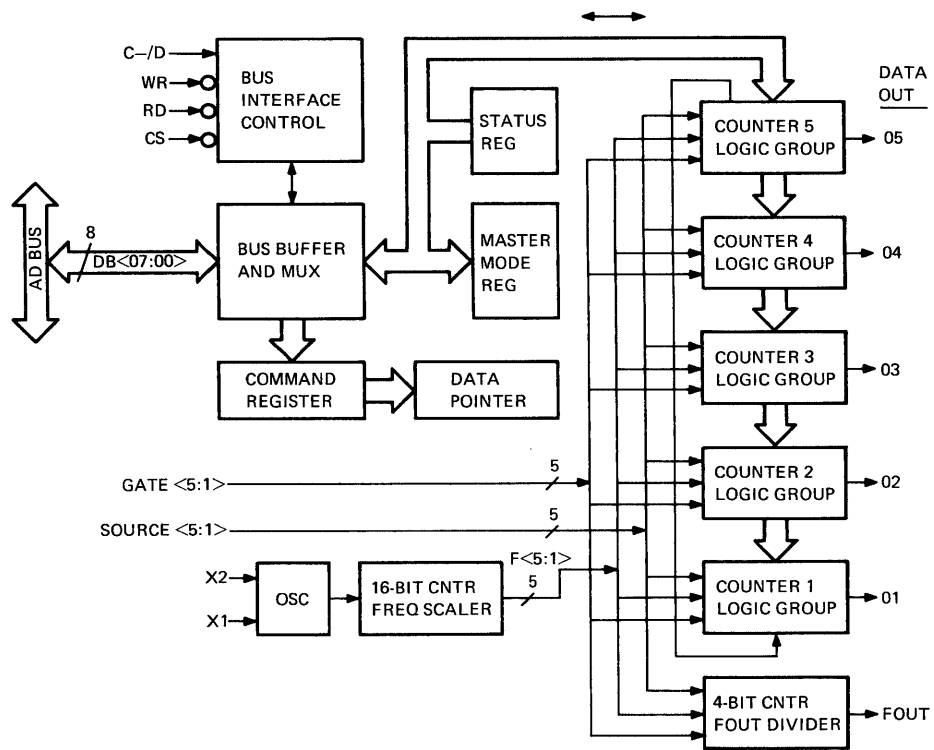 C-/D
WR
RD
CS
BUS
INTERFACE
CONTROL
STATUS
REG
DATA
OUT
COUNTER 5
LOGIC GROUP
05
AD BUS
8
DB<07:00>
BUS BUFFER
AND MUX
MASTER
MODE
REG
COUNTER 4
LOGIC GROUP
04
COMMAND
REGISTER
DATA
POINTER
COUNTER 3
LOGIC GROUP
03
GATE <5:1>
5
COUNTER 2
LOGIC GROUP
02
SOURCE <5:1>
5
F<5:1>
X2
X1
OSC
16-BIT CNTR
FREQ SCALER
5
COUNTER 1
LOGIC GROUP
01
4-BIT CNTR
FOUT DIVIDER
FOUT